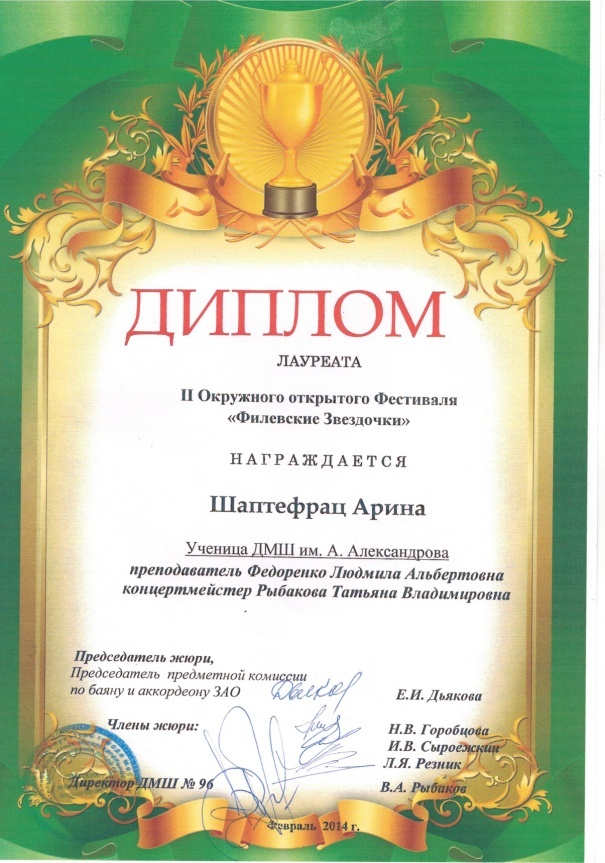 ДИПЛОМ
ЛАУРЕАТА
II Окружного открытого Фестиваля
«Филевские Звездочки»
НАГРАЖДАЕТСЯ
Шаптефрац Арина
Ученица ДМШ им. А. Александрова
преподаватель Федоренко Людмила Альбертовна
концертмейстер Рыбакова Татьяна Владимировна
Председатель жюри,
Председатель предметной комиссии
по баяну и аккордеону ЗАО Е.И. Дьякова
Члены жюри: Н.В. Горобцова
И.В. Сыроежкин
Л.Я. Резник
Директор ДМШ № 96 В.А. Рыбаков
Февраль 2014 г.